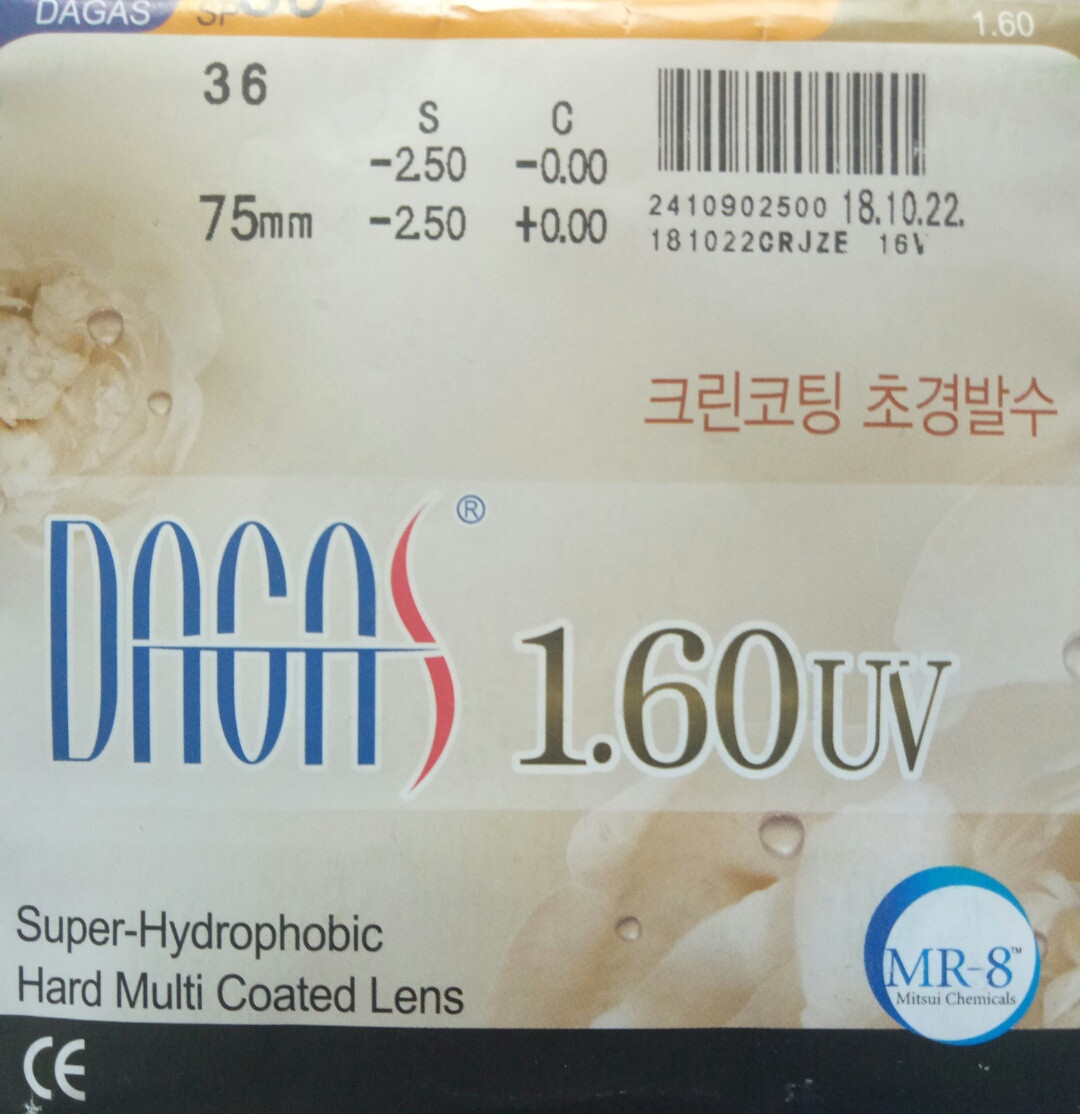 DAGAS
1.60
36
S C
-2.50 -0.00
75mm -2.50 +0.00
2410902500 18.10.22.
181022CRJZE 16V
크린코팅 초경발수
DAGAS®
1.60UV
Super-Hydrophobic
Hard Multi Coated Lens
MR-8™
Mitsui Chemicals
CE